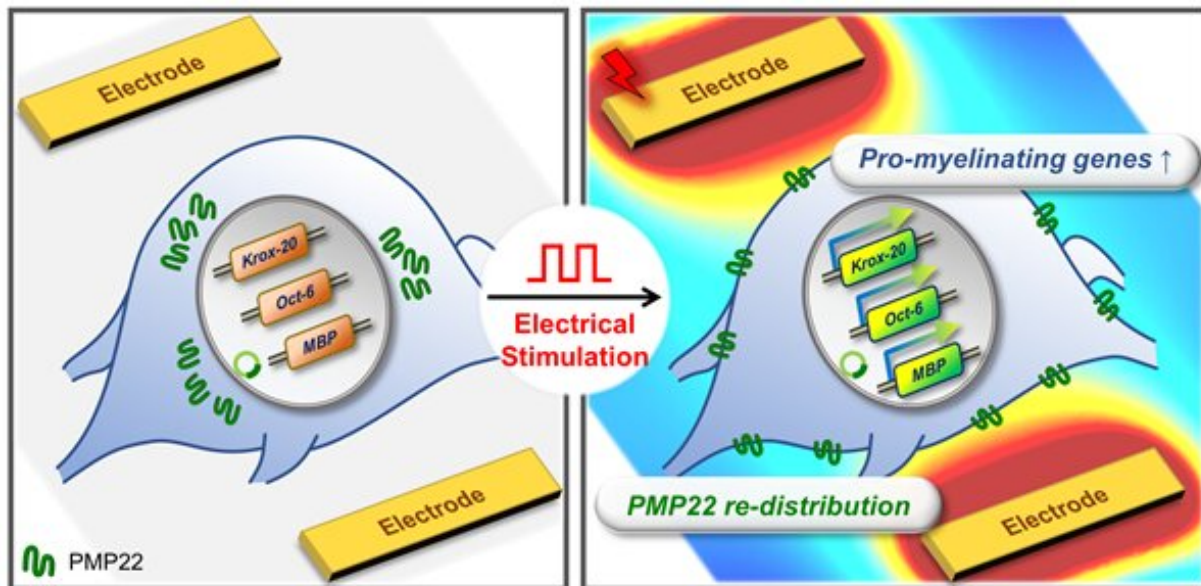 Electrode
Krox-20
Oct-6
MBP
Electrode
PMP22
Electrical
Stimulation
Electrode
Pro-myelinating genes ↑
Krox-20
Oct-6
MBP
PMP22 re-distribution
Electrode